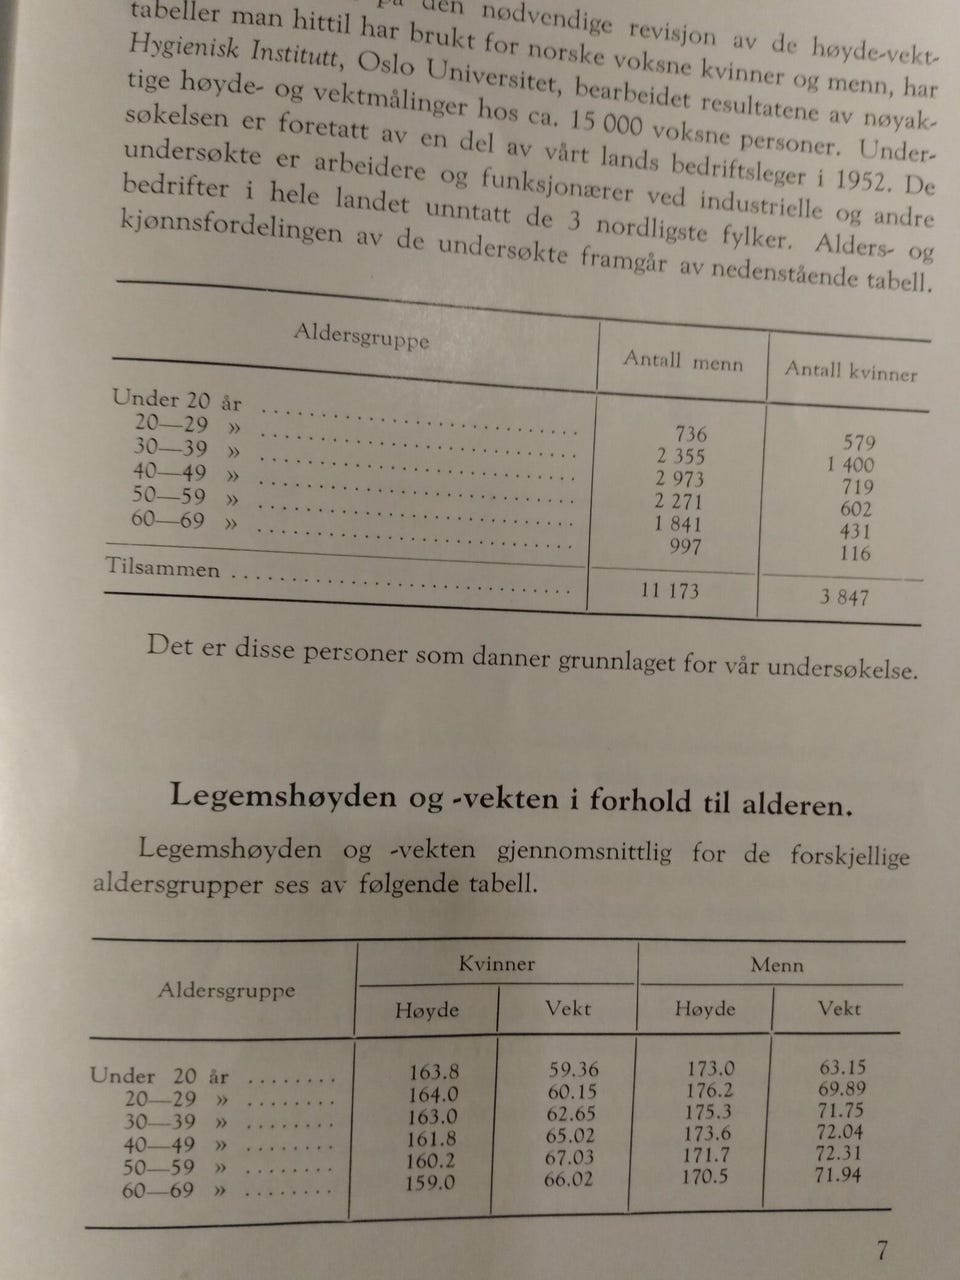 på den nødvendige revisjon av de høyde-vekt-
tabeller man hittil har brukt for norske voksne kvinner og menn, har
Hygienisk Institutt, Oslo Universitet, bearbeidet resultatene av nøyak-
tige høyde- og vektmålinger hos ca. 15 000 voksne personer. Under-
søkelsen er foretatt av en del av vårt lands bedriftsleger i 1952. De
undersøkte er arbeidere og funksjonærer ved industrielle og andre
bedrifter i hele landet unntatt de 3 nordligste fylker. Alders- og
kjønnsfordelingen av de undersøkte framgår av nedenstående tabell.
Aldersgruppe Antall menn Antall kvinner
Under 20 år .............................. 736 579
20—29 » .............................. 2 355 1 400
30—39 » .............................. 2 973 719
40—49 » .............................. 2 271 602
50—59 » .............................. 1 841 431
60—69 » .............................. 997 116
Tilsammen .............................. 11 173 3 847
Det er disse personer som danner grunnlaget for vår undersøkelse.
Legemshøyden og -vekten i forhold til alderen.
Legemshøyden og -vekten gjennomsnittlig for de forskjellige
aldersgrupper ses av følgende tabell.
Aldersgruppe Kvinner Menn
Høyde Vekt Høyde Vekt
Under 20 år ........ 163.8 59.36 173.0 63.15
20—29 » ........ 164.0 60.15 176.2 69.89
30—39 » ........ 163.0 62.65 175.3 71.75
40—49 » ........ 161.8 65.02 173.6 72.04
50—59 » ........ 160.2 67.03 171.7 72.31
60—69 » ........ 159.0 66.02 170.5 71.94
7